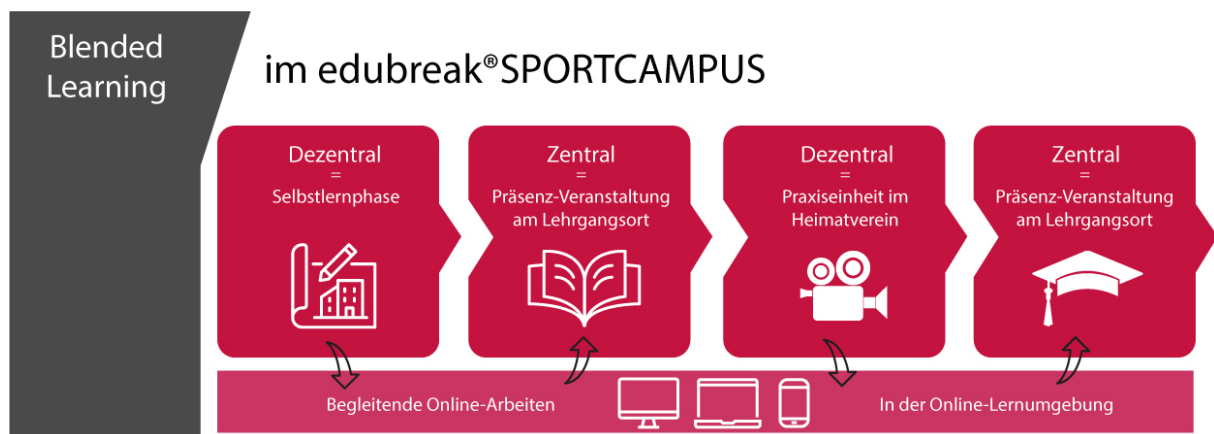 Blended
Learning
im edubreak®SPORTCAMPUS
Dezentral
=
Selbstlernphase
Zentral
=
Präsenz-Veranstaltung
am Lehrgangsort
Dezentral
=
Praxiseinheit im
Heimatverein
Zentral
=
Präsenz-Veranstaltung
am Lehrgangsort
Begleitende Online-Arbeiten
In der Online-Lernumgebung